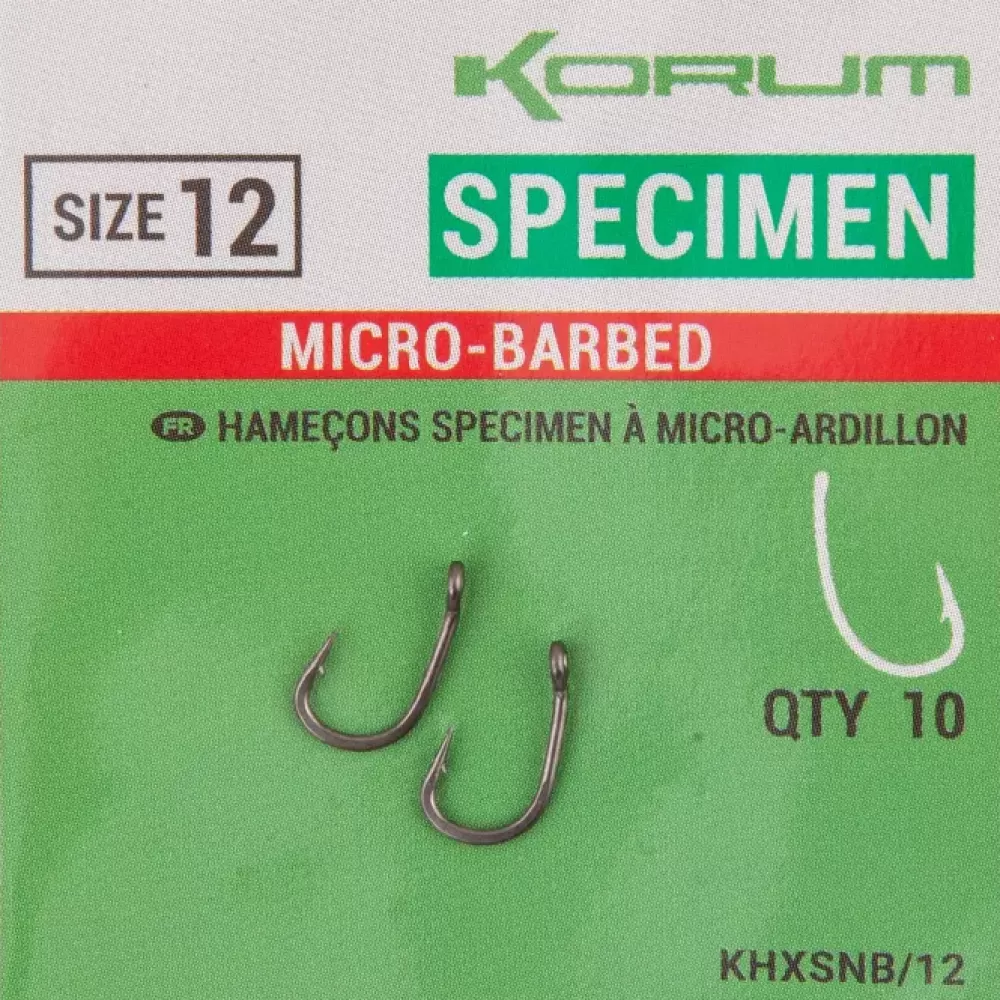 KORUM
SIZE 12
SPECIMEN
MICRO-BARBED
FR HAMEÇONS SPECIMEN À MICRO-ARDILLON
QTY 10
KHXSNB/12